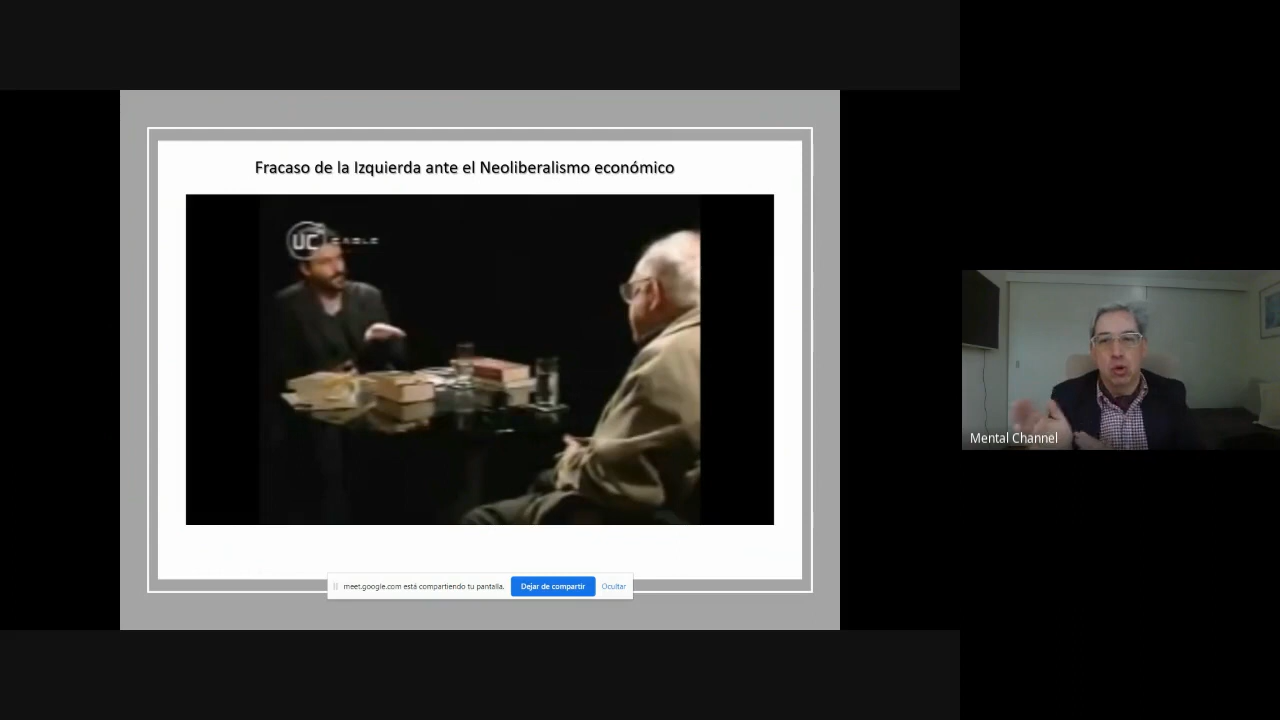 Fracaso de la Izquierda ante el Neoliberalismo económico
UC CABLE
meet.google.com está compartiendo tu pantalla.
Dejar de compartir
Ocultar
Mental Channel